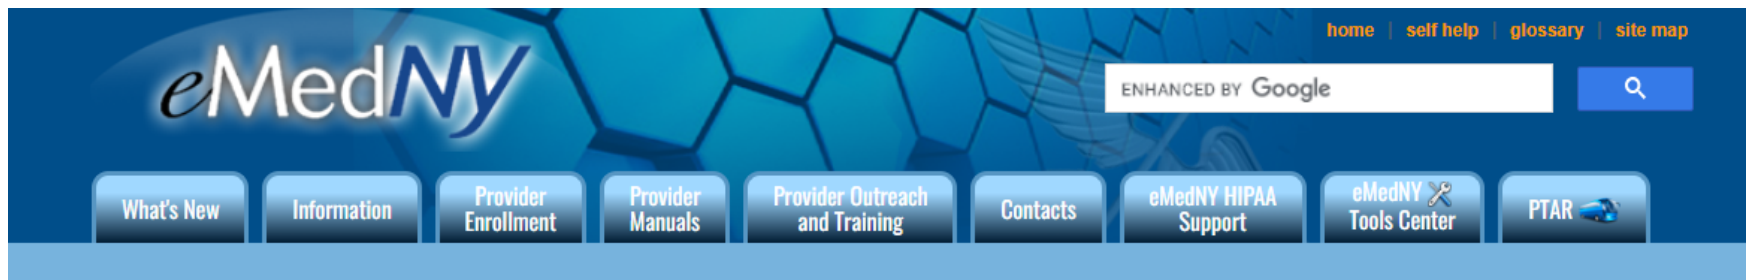 home | self help | glossary | site map
eMedNY
ENHANCED BY Google
What's New
Information
Provider
Enrollment
Provider
Manuals
Provider Outreach
and Training
Contacts
eMedNY HIPAA
Support
eMedNY
Tools Center
PTAR